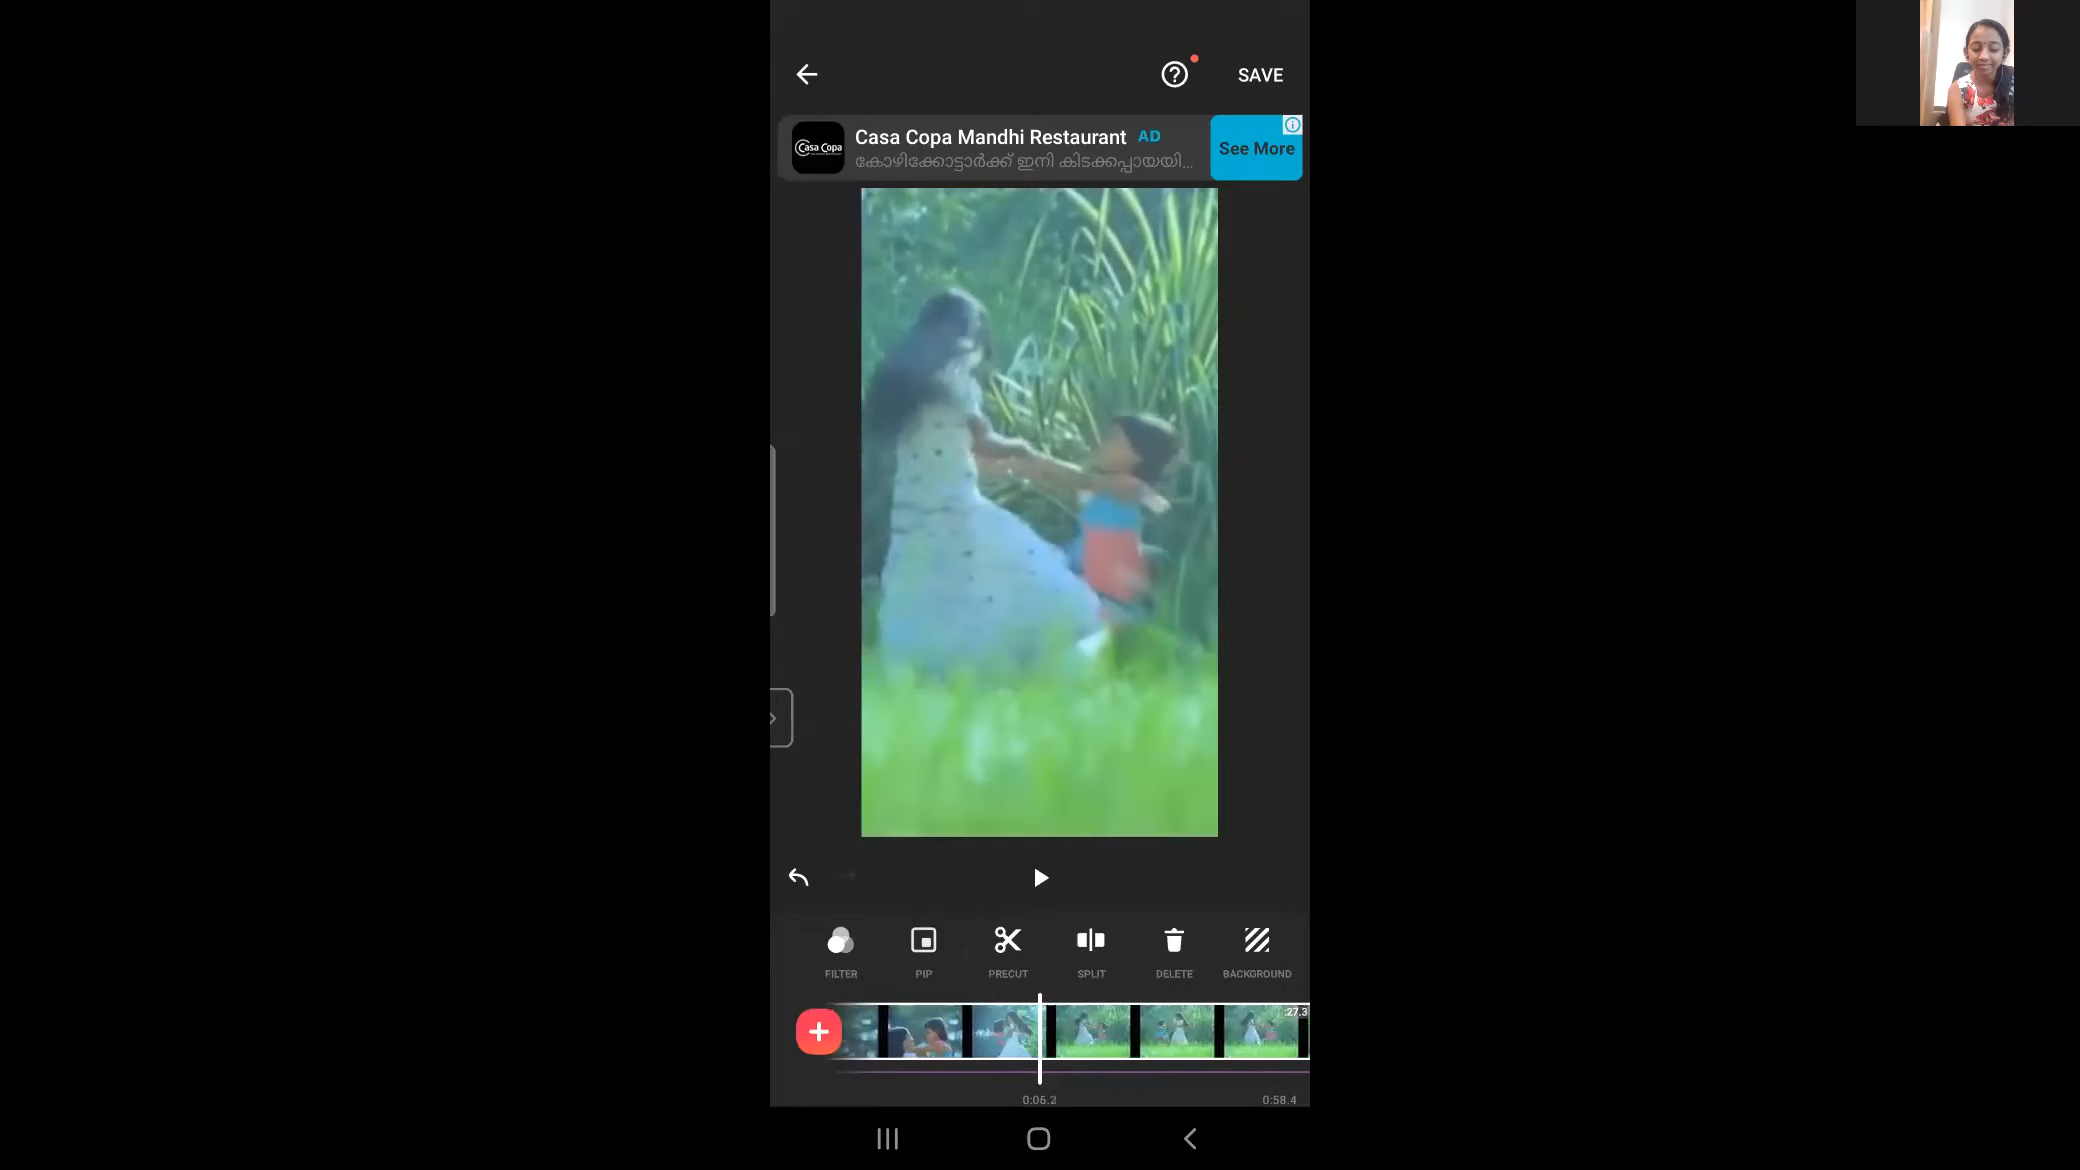 SAVE
Casa Copa
Casa Copa Mandhi Restaurant AD
കോഴിക്കോട്ടാർക്ക് ഇനി കിടക്കപ്പായയി...
See More
FILTER
PIP
PRECUT
SPLIT
DELETE
BACKGROUND
:27.3
0:06.2
0:58.4